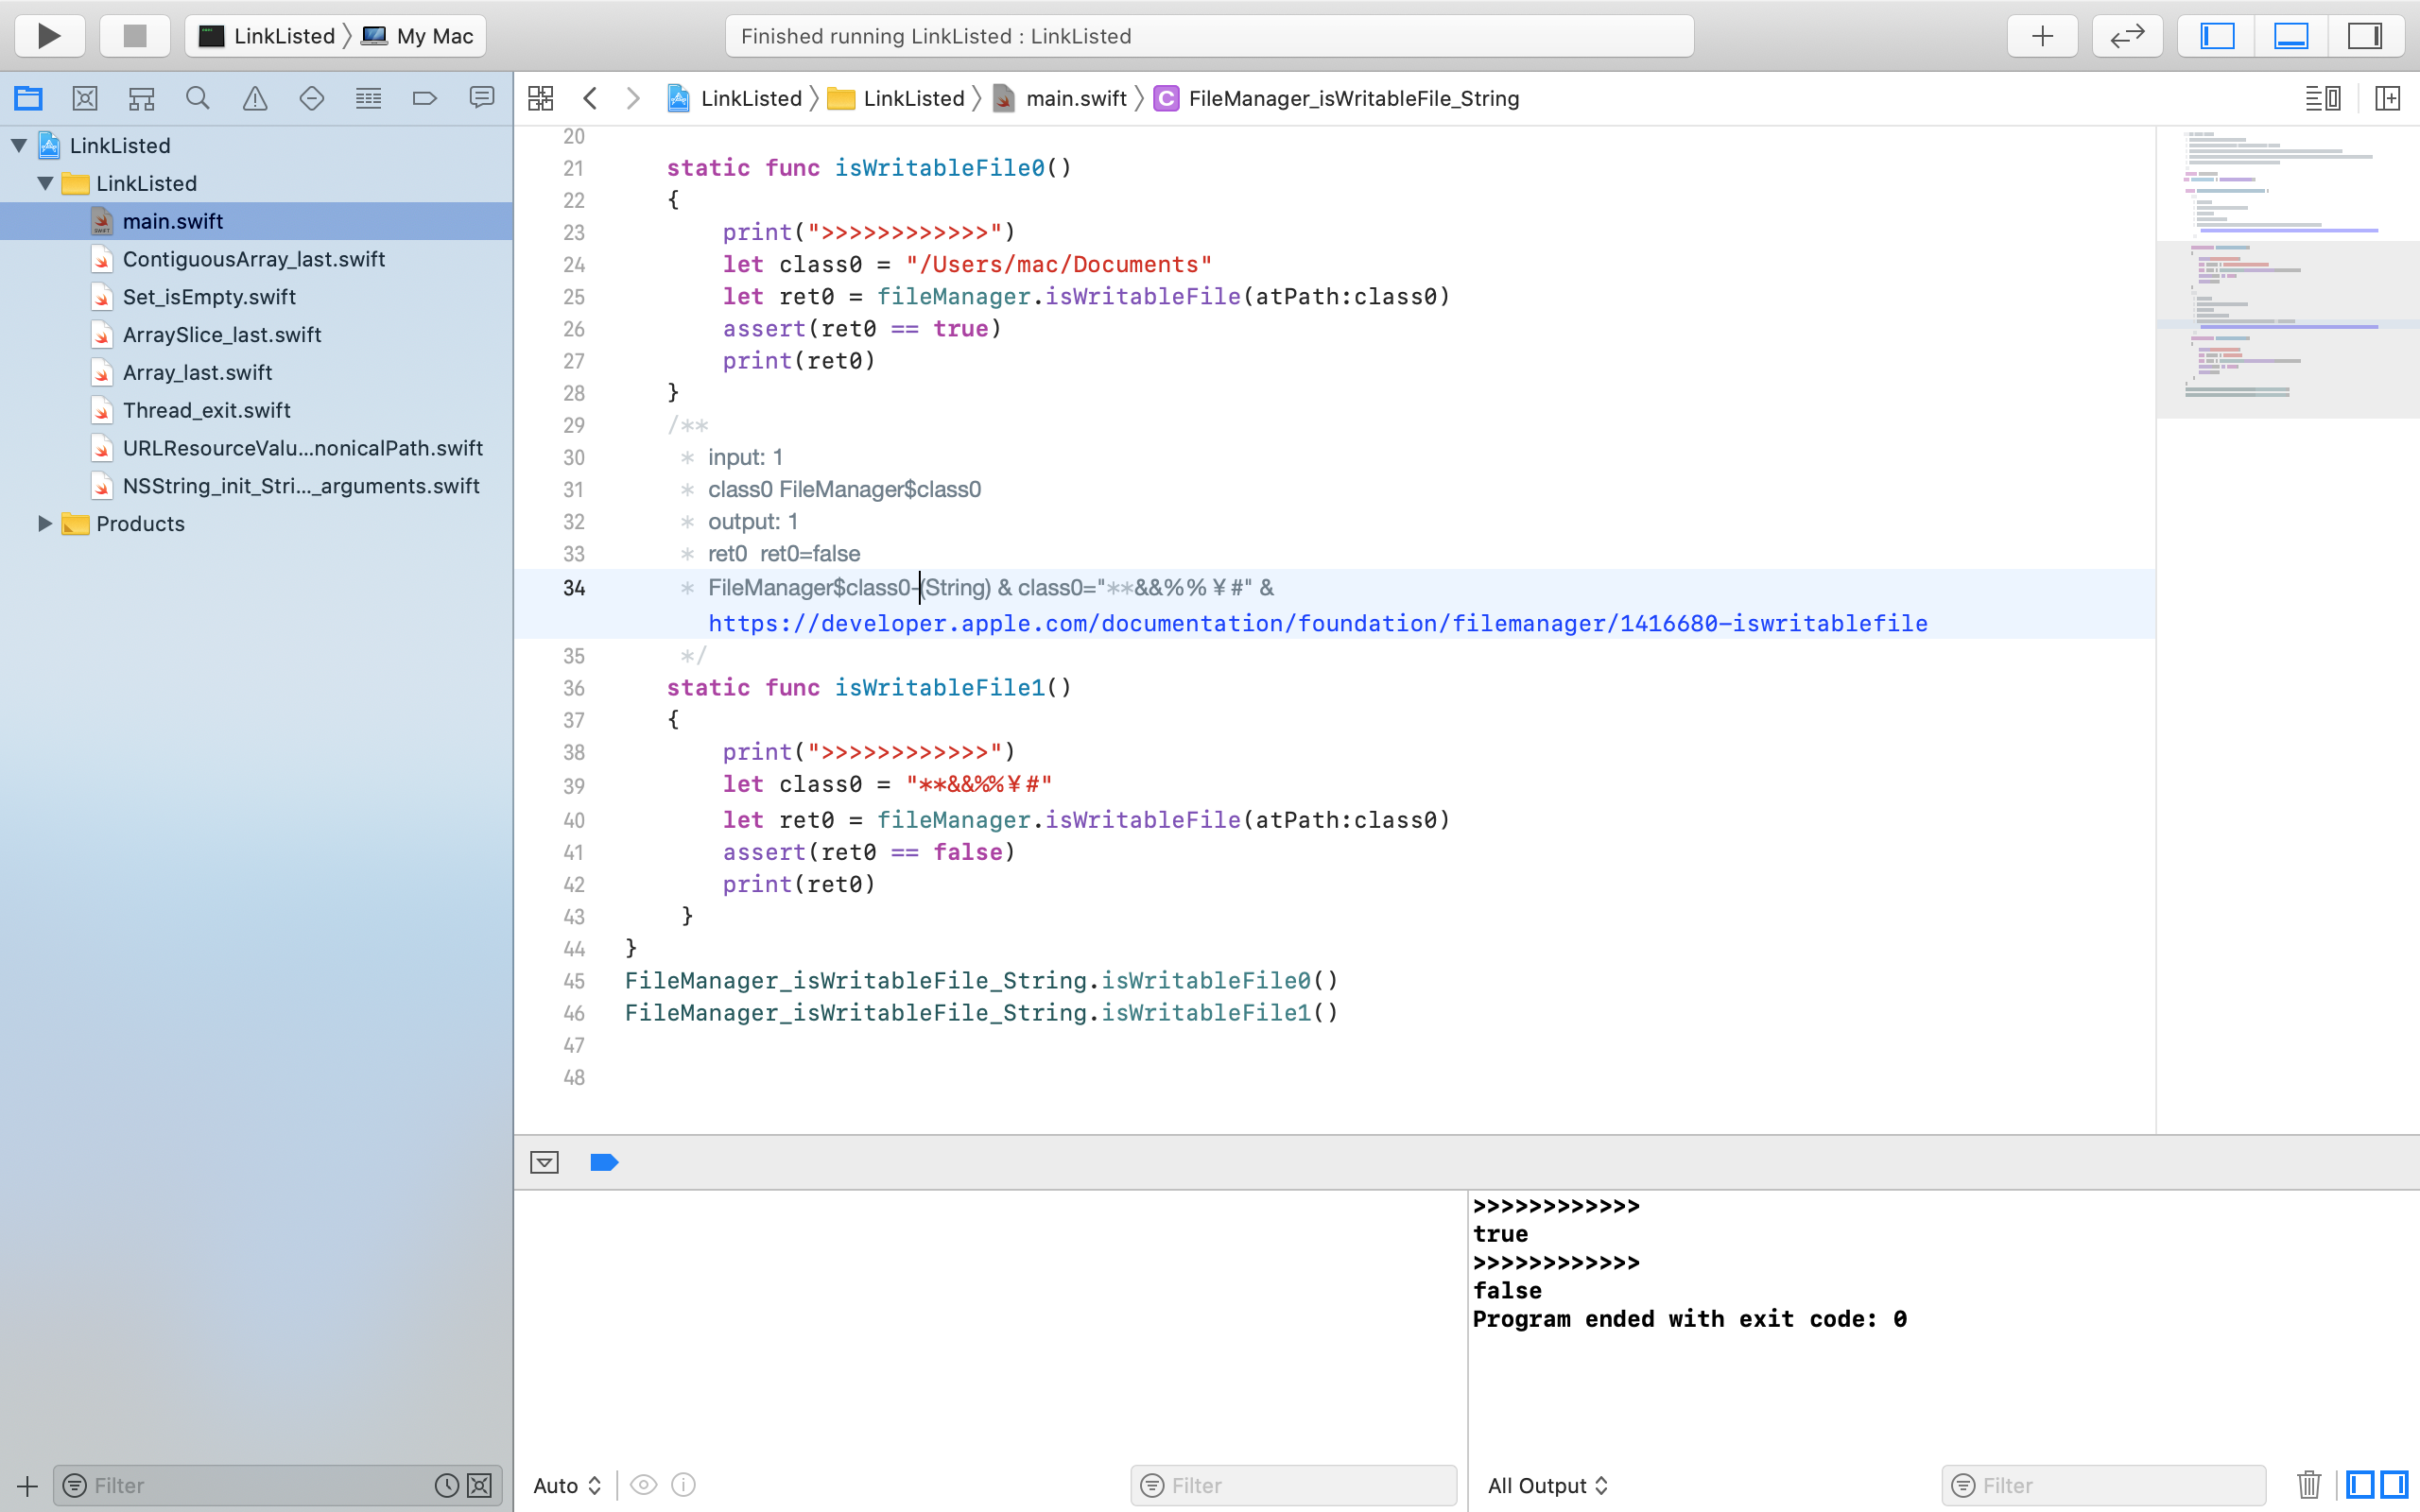 LinkListed 〉 My Mac
Finished running LinkListed : LinkListed
LinkListed 〉 LinkListed 〉 main.swift 〉 C FileManager_isWritableFile_String
LinkListed
LinkListed
main.swift
ContiguousArray_last.swift
Set_isEmpty.swift
ArraySlice_last.swift
Array_last.swift
Thread_exit.swift
URLResourceValu...nonicalPath.swift
NSString_init_Stri..._arguments.swift
Products
Filter
20
21 static func isWritableFile0()
22 {
23 print(">>>>>>>>>>>>")
24 let class0 = "/Users/mac/Documents"
25 let ret0 = fileManager.isWritableFile(atPath:class0)
26 assert(ret0 == true)
27 print(ret0)
28 }
29 /**
30 * input: 1
31 * class0 FileManager$class0
32 * output: 1
33 * ret0 ret0=false
34 * FileManager$class0-(String) & class0="**&&%%￥#" &
https://developer.apple.com/documentation/foundation/filemanager/1416680-iswritablefile
35 */
36 static func isWritableFile1()
37 {
38 print(">>>>>>>>>>>>")
39 let class0 = "**&&%%￥#"
40 let ret0 = fileManager.isWritableFile(atPath:class0)
41 assert(ret0 == false)
42 print(ret0)
43 }
44 }
45 FileManager_isWritableFile_String.isWritableFile0()
46 FileManager_isWritableFile_String.isWritableFile1()
47
48
>>>>>>>>>>>>
true
>>>>>>>>>>>>
false
Program ended with exit code: 0
Auto
Filter
All Output
Filter